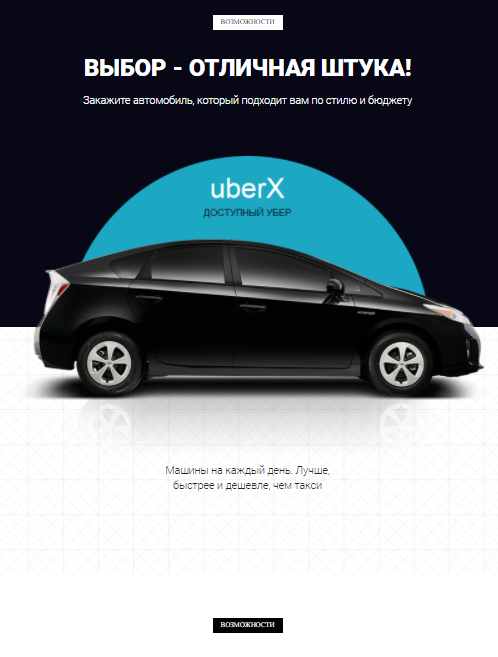 ВОЗМОЖНОСТИ
ВЫБОР - ОТЛИЧНАЯ ШТУКА!
Закажите автомобиль, который подходит вам по стилю и бюджету
uberX
ДОСТУПНЫЙ УБЕР
Машины на каждый день. Лучше,
быстрее и дешевле, чем такси
ВОЗМОЖНОСТИ